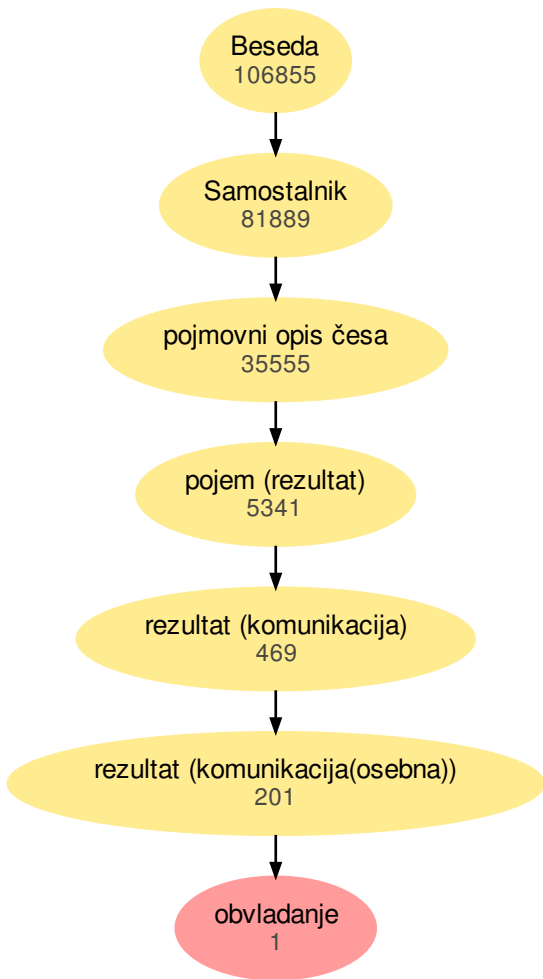 Beseda
106855
Samostalnik
81889
pojmovni opis česa
35555
pojem (rezultat)
5341
rezultat (komunikacija)
469
rezultat (komunikacija(osebna))
201
obvladanje
1